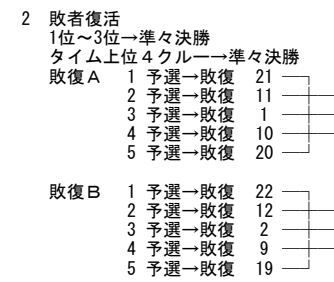 2 敗者復活
1位~3位→準々決勝
タイム上位4クルー→準々決勝
敗復A 1 予選→敗復 21
2 予選→敗復 11
3 予選→敗復 1
4 予選→敗復 10
5 予選→敗復 20
敗復B 1 予選→敗復 22
2 予選→敗復 12
3 予選→敗復 2
4 予選→敗復 9
5 予選→敗復 19